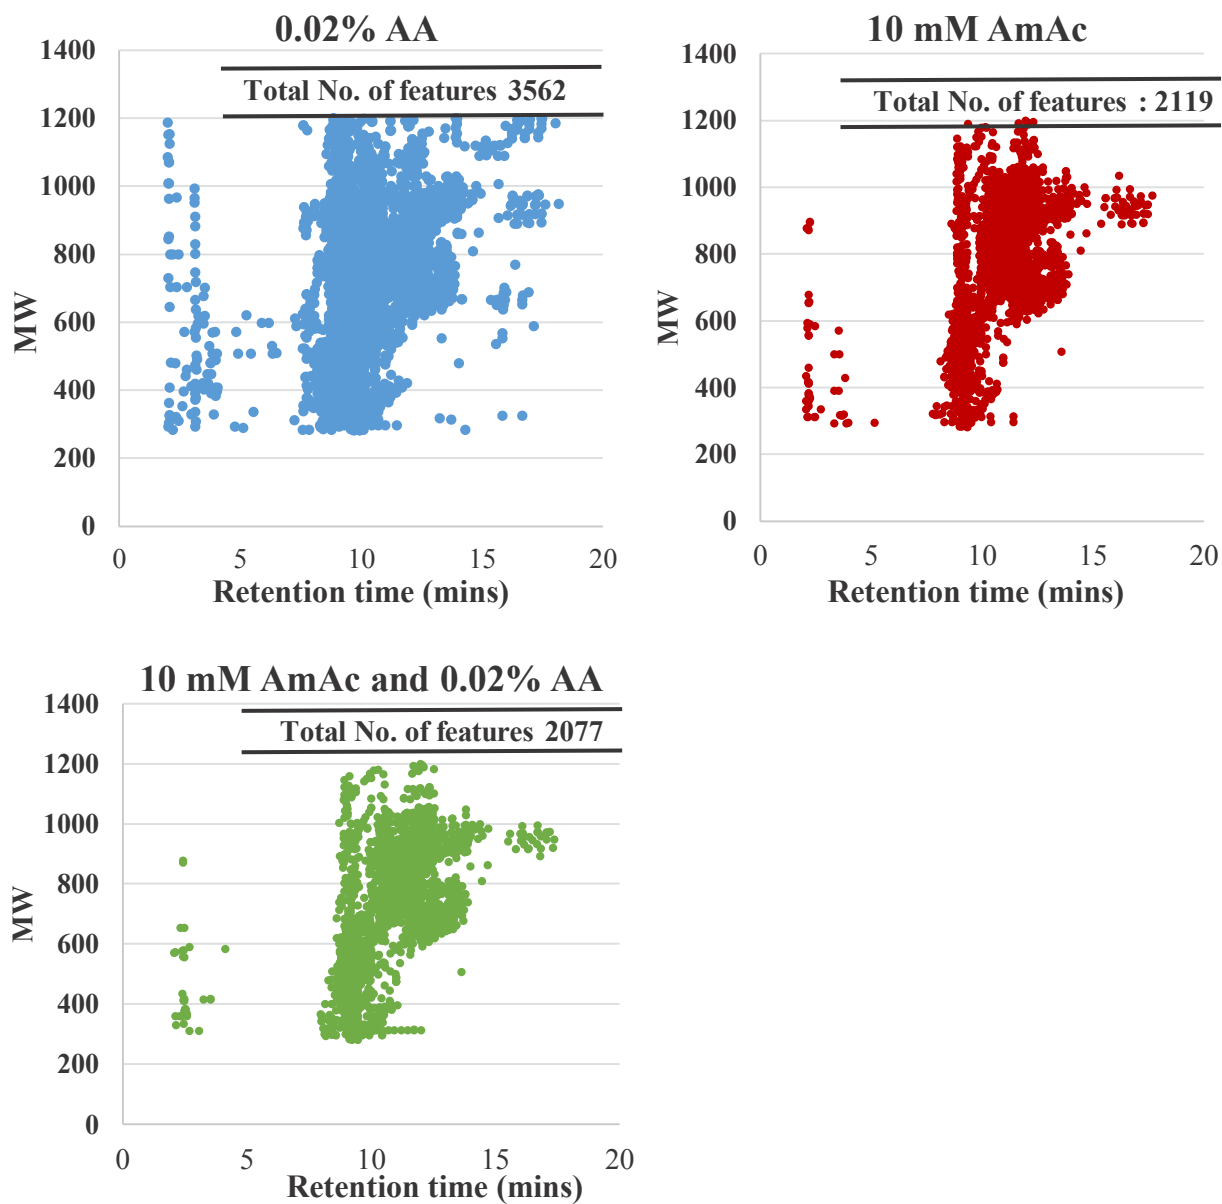 0.02% AA
1400
Total No. of features 3562
1200
1000
800
600
400
200
0
MW
0 5 10 15 20
Retention time (mins)
10 mM AmAc
1400
Total No. of features : 2119
1200
1000
800
600
400
200
0
MW
0 5 10 15 20
Retention time (mins)
10 mM AmAc and 0.02% AA
1400
Total No. of features 2077
1200
1000
800
600
400
200
0
MW
0 5 10 15 20
Retention time (mins)